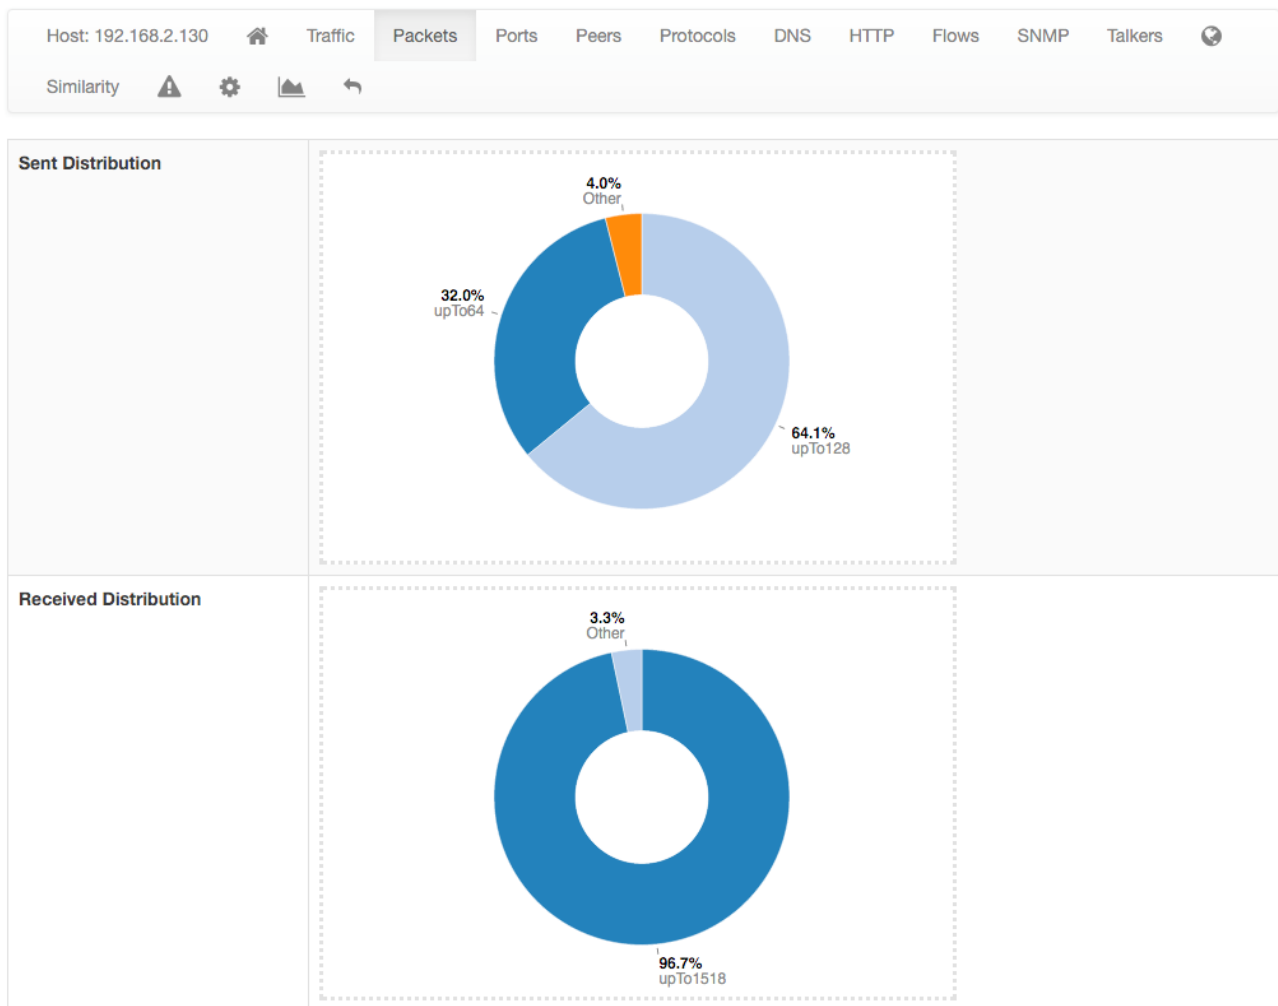 Host: 192.168.2.130 Traffic Packets Ports Peers Protocols DNS HTTP Flows SNMP Talkers
Similarity
Sent Distribution
4.0%
Other
32.0%
upTo64
64.1%
upTo128
Received Distribution
3.3%
Other
96.7%
upTo1518